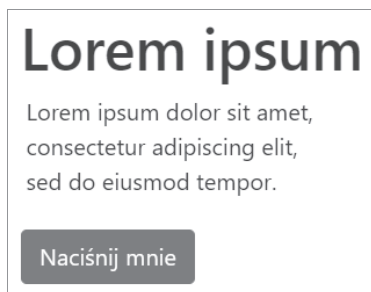 Lorem ipsum
Lorem ipsum dolor sit amet,
consectetur adipiscing elit,
sed do eiusmod tempor.
Naciśnij mnie